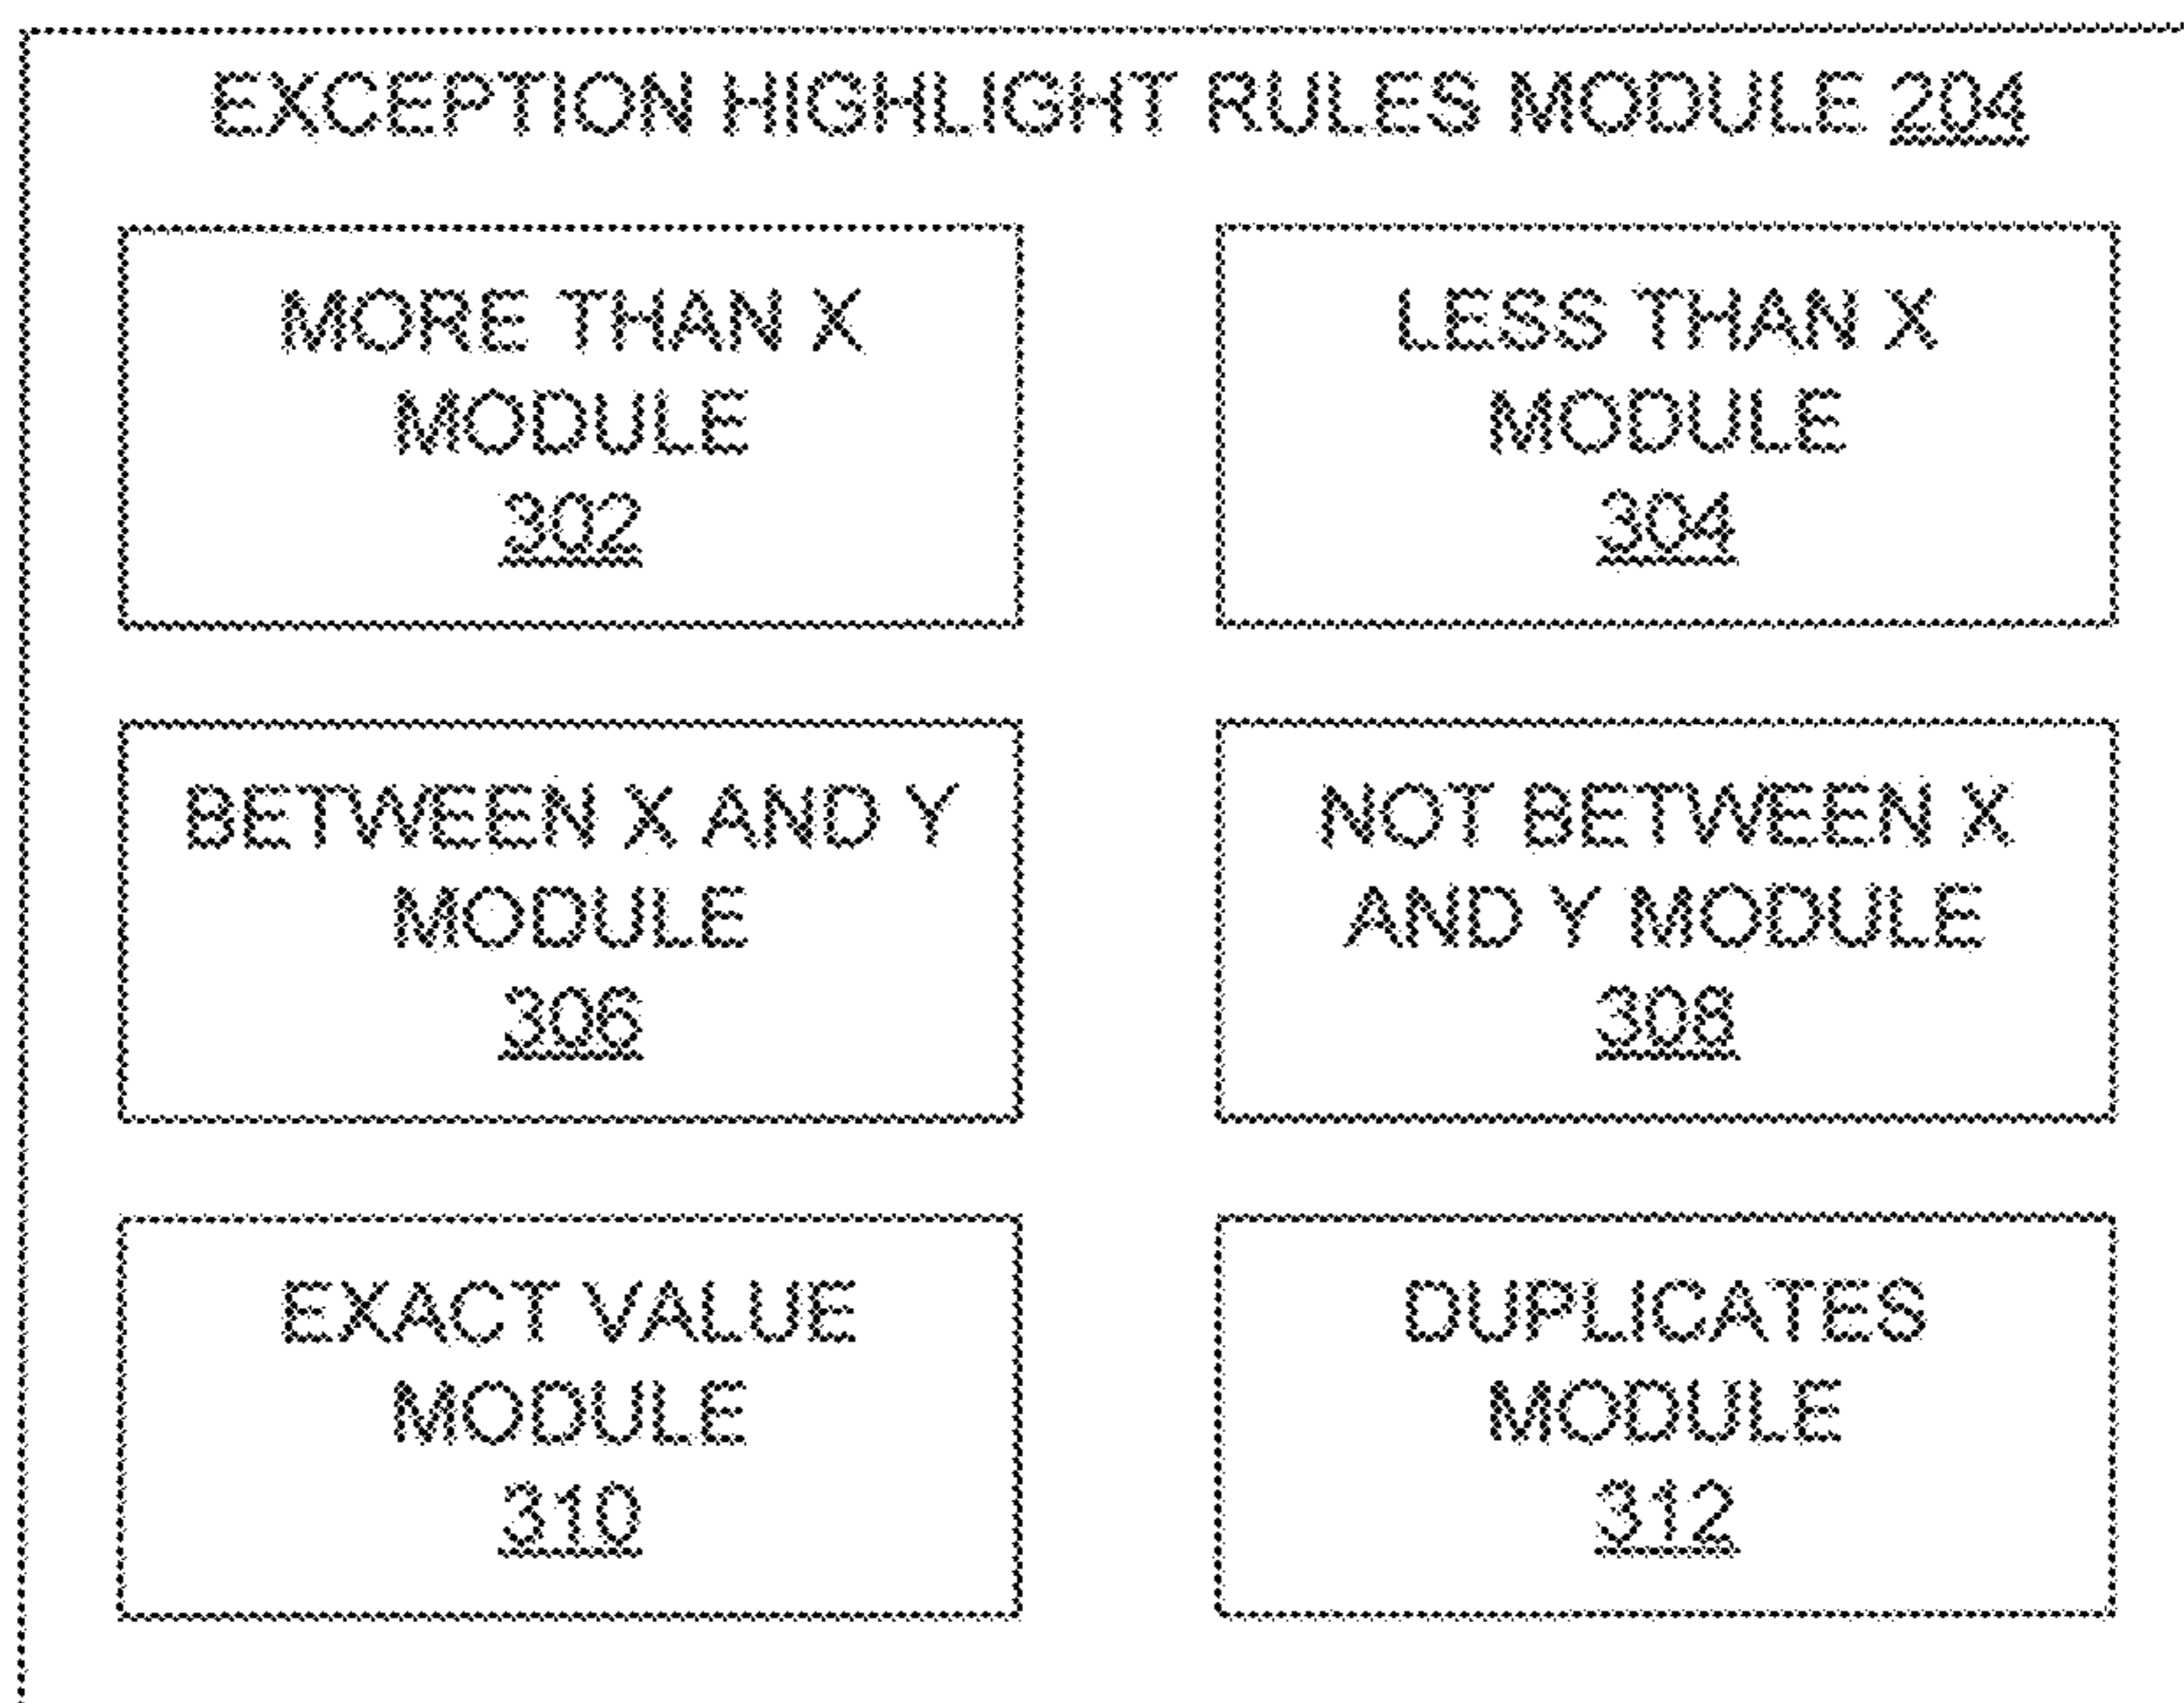 EXCEPTION HIGHLIGHT RULES MODULE 204
MORE THAN X
MODULE
302
LESS THAN X
MODULE
304
BETWEEN X AND Y
MODULE
306
NOT BETWEEN X
AND Y MODULE
308
EXACT VALUE
MODULE
310
DUPLICATES
MODULE
312